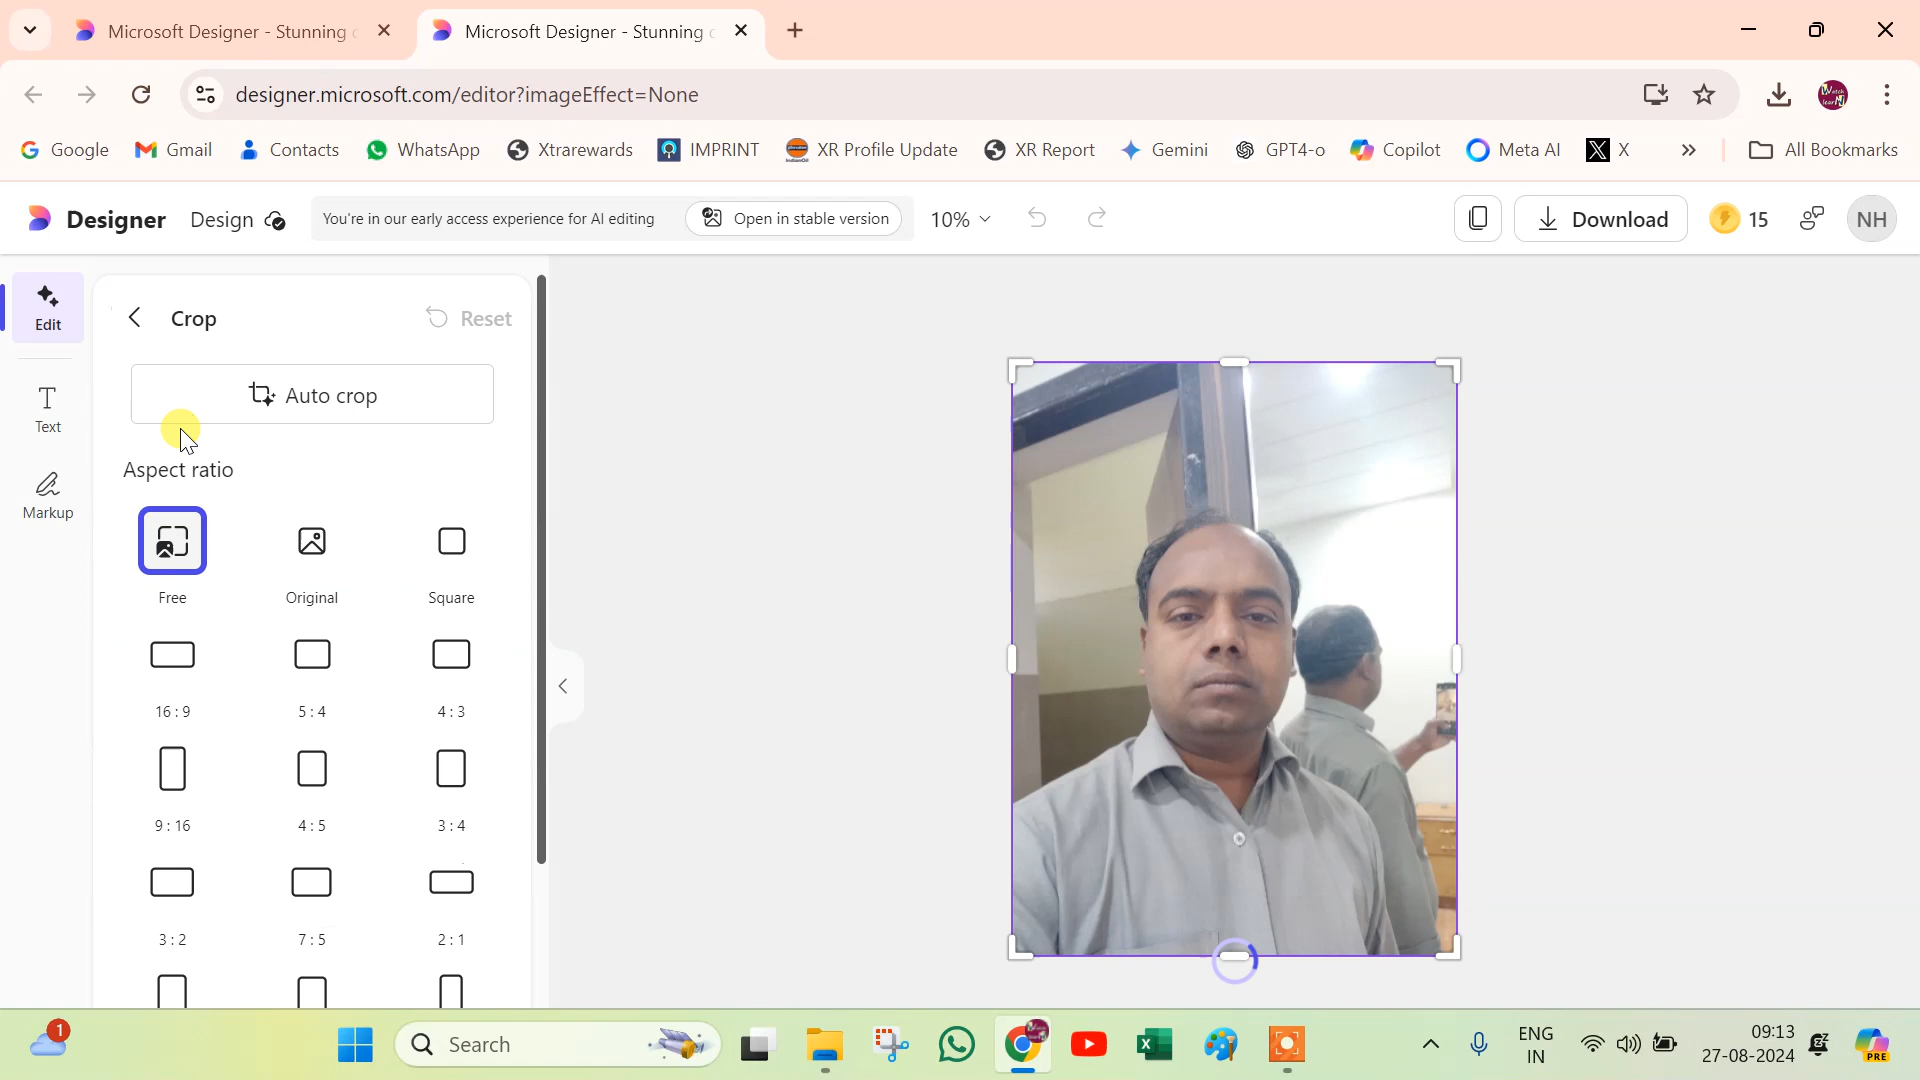 Microsoft Designer - Stunning
Microsoft Designer - Stunning
designer.microsoft.com/editor?imageEffect=None
Google Gmail Contacts WhatsApp Xtrarewards IMPRINT XR Profile Update XR Report Gemini GPT4-o Copilot Meta AI X All Bookmarks
Designer Design You're in our early access experience for AI editing Open in stable version 10% Download 15 NH
Edit
Text
Markup
Crop Reset
Auto crop
Aspect ratio
Free Original Square
16 : 9 5 : 4 4 : 3
9 : 16 4 : 5 3 : 4
3 : 2 7 : 5 2 : 1
1 Search ENG
IN 09:13
27-08-2024 PRE